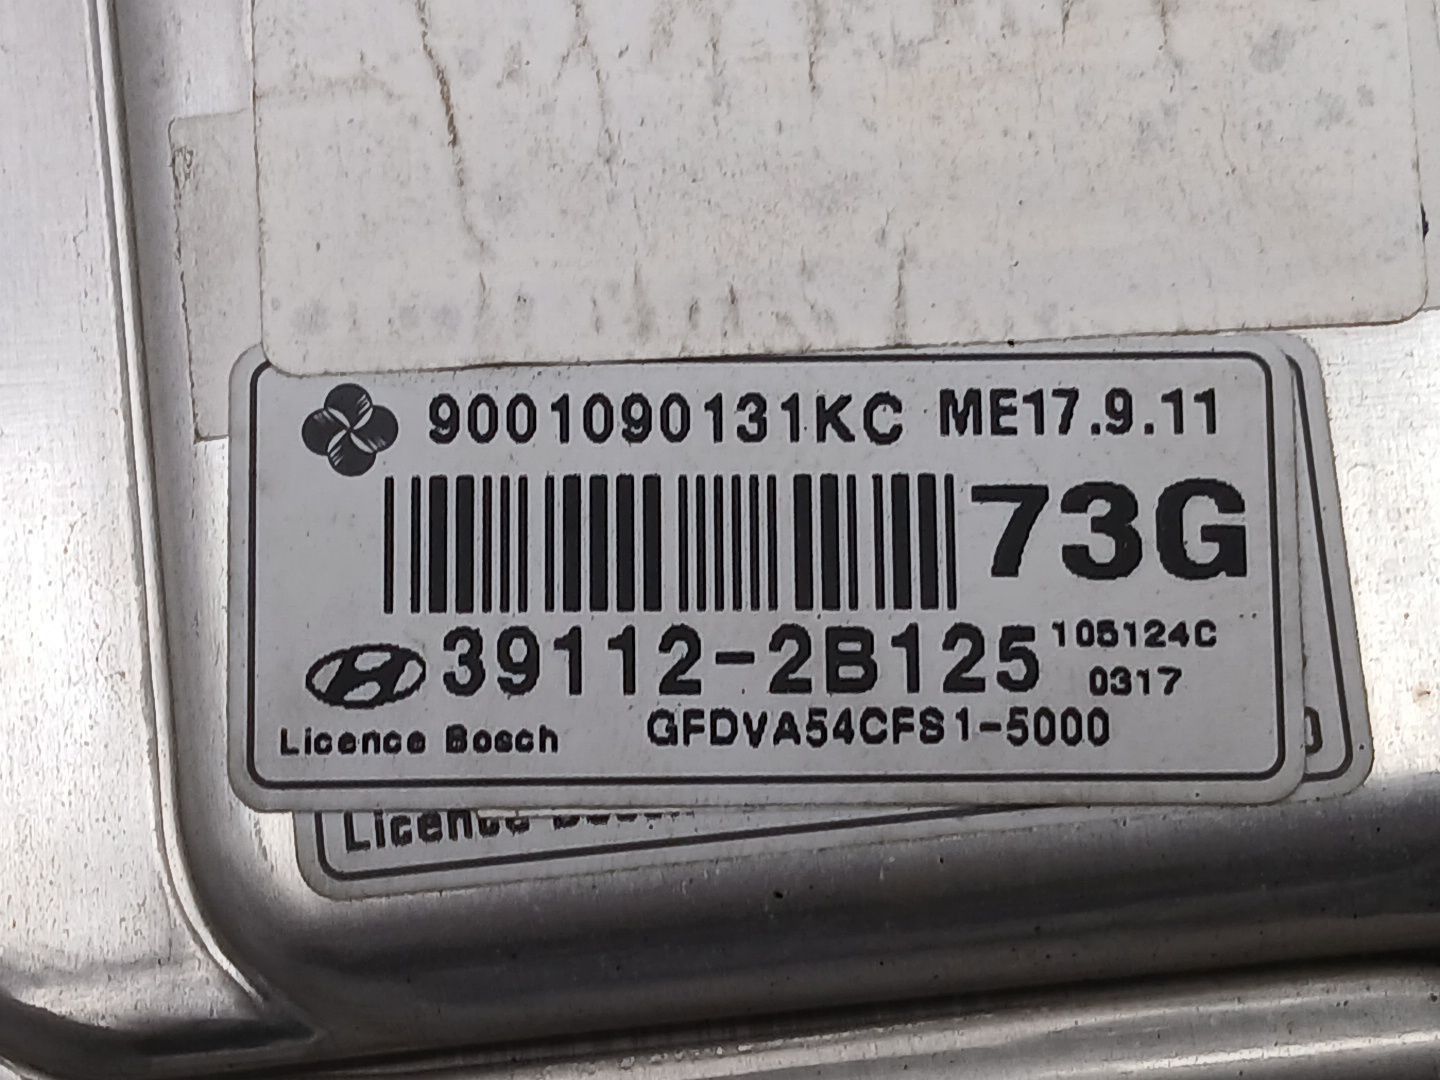 9001090131KC ME17.9.11
73G
39112-2B125 105124C
0317
Licence Bosch GFDVA54CFS1-5000
Licence